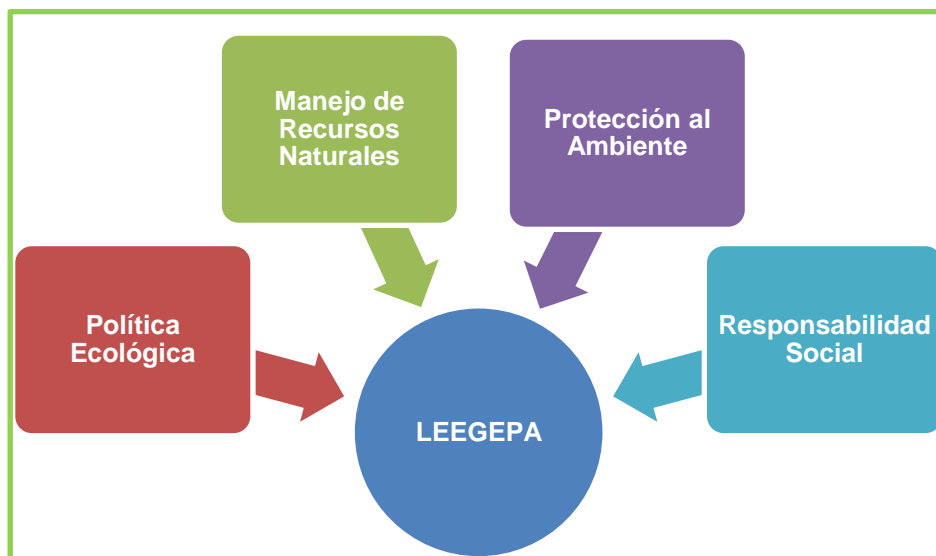 Manejo de
Recursos
Naturales
Protección al
Ambiente
Política
Ecológica
Responsabilidad
Social
LEEGEPA